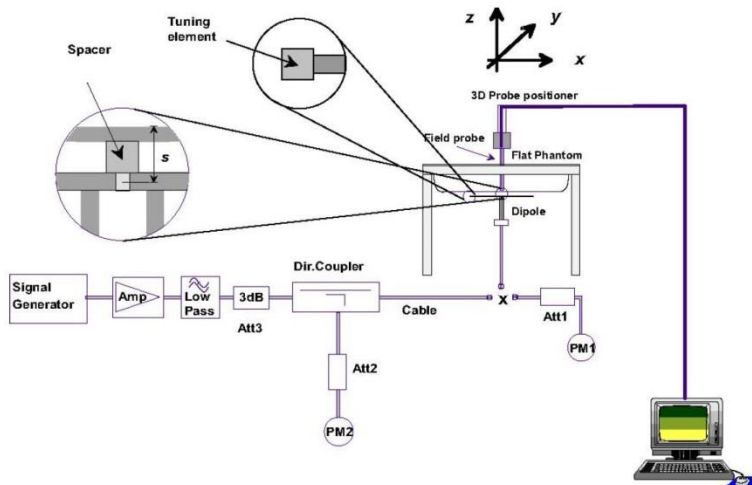 z
y
x
Spacer
Tuning
element
3D Probe positioner
Field probe
Flat Phantom
s
Dipole
Signal
Generator
Amp
Low
Pass
3dB
Att3
Dir.Coupler
Cable
x
Att1
PM1
Att2
PM2